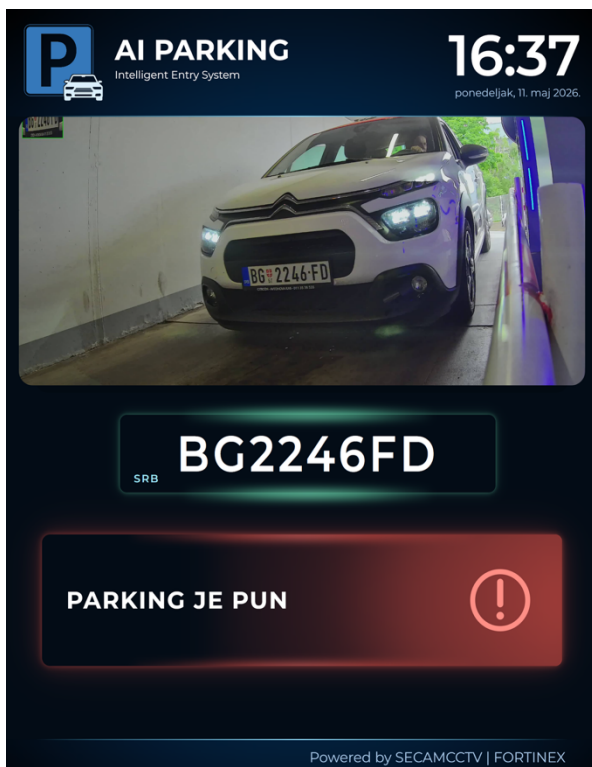 P
AI PARKING
Intelligent Entry System
16:37
ponedeljak, 11. maj 2026.
BG 2246-FD
BG2246FD
SRB
PARKING JE PUN
Powered by SECAMCCTV | FORTINEX